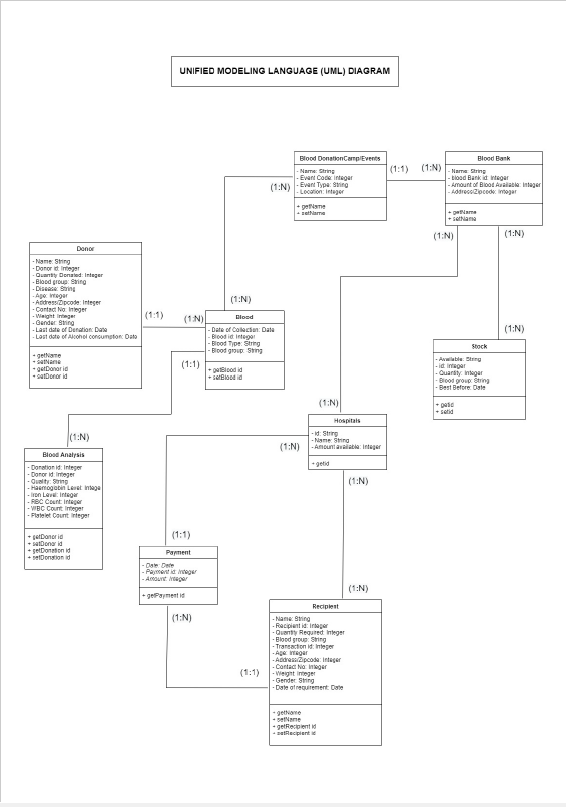 UNIFIED MODELING LANGUAGE (UML) DIAGRAM
Blood DonationCamp/Events
- Name: String
- Event Code: Integer
- Event Type: String
- Location: Integer
+ getName
+ setName
(1:1)
(1:N)
Blood Bank
- Name: String
- blood Bank id: Integer
- Amount of Blood Available: Integer
- Address/Zipcode: Integer
+ getName
+ setName
(1:N)
(1:N)
(1:N)
Donor
- Name: String
- Donor id: Integer
- Quantity Donated: Integer
- Blood group: String
- Disease: String
- Age: Integer
- Address/Zipcode: Integer
- Contact No: Integer
- Weight: Integer
- Gender: String
- Last date of Donation: Date
- Last date of Alcohol consumption: Date
+ getName
+ setName
+ getDonor id
+ setDonor id
(1:1)
(1:N)
(1:N)
Blood
- Date of Collection: Date
- Blood id: Integer
- Blood Type: String
- Blood group: String
+ getBlood id
+ setBlood id
(1:1)
(1:N)
Stock
- Available: String
- id: Integer
- Quantity: Integer
- Blood group: String
- Best Before: Date
+ getid
+ setid
(1:N)
Hospitals
- id: String
- Name: String
- Amount available: Integer
+ getid
(1:N)
(1:N)
(1:N)
Blood Analysis
- Donation id: Integer
- Donor id: Integer
- Quality: String
- Haemoglobin Level: Intege
- Iron Level: Integer
- RBC Count: Integer
- WBC Count: Integer
- Platelet Count: Integer
+ getDonor id
+ setDonor id
+ getDonation id
+ setDonation id
(1:1)
Payment
- Date: Date
- Payment id: Integer
- Amount: Integer
+ getPayment id
(1:N)
(1:N)
(1:1)
Recipient
- Name: String
- Recipient id: Integer
- Quantity Required: Integer
- Blood group: String
- Transaction id: Integer
- Age: Integer
- Address/Zipcode: Integer
- Contact No: Integer
- Weight: Integer
- Gender: String
- Date of requirement: Date
+ getName
+ setName
+ getRecipient id
+ setRecipient id